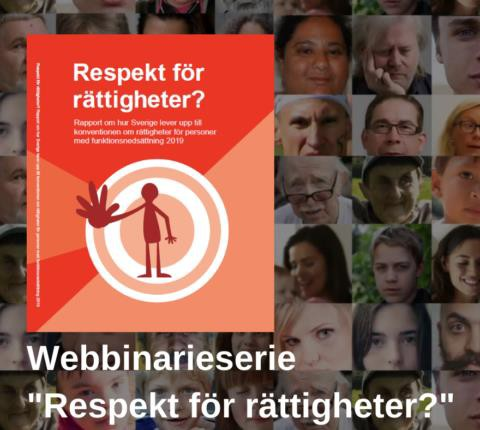 Respekt för
rättigheter?
Rapport om hur Sverige lever upp till
konventionen om rättigheter för personer
med funktionsnedsättning 2019
Webbinarieserie
"Respekt för rättigheter?"